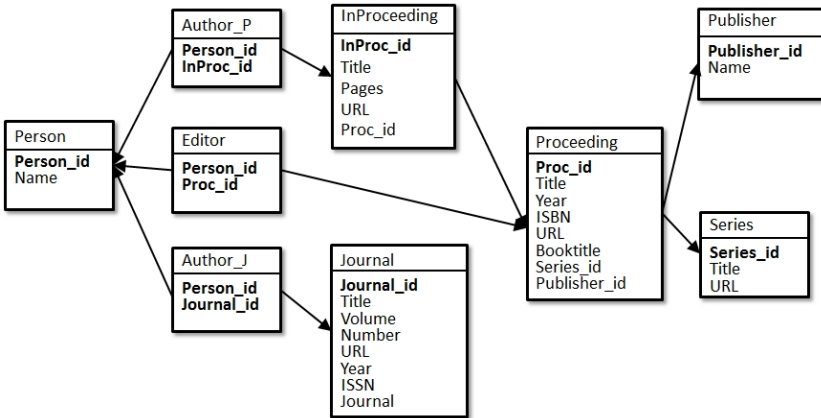 Author_P
Person_id
InProc_id
InProceeding
InProc_id
Title
Pages
URL
Proc_id
Publisher
Publisher_id
Name
Person
Person_id
Name
Editor
Person_id
Proc_id
Proceeding
Proc_id
Title
Year
ISBN
URL
Booktitle
Series_id
Publisher_id
Series
Series_id
Title
URL
Author_J
Person_id
Journal_id
Journal
Journal_id
Title
Volume
Number
URL
Year
ISSN
Journal